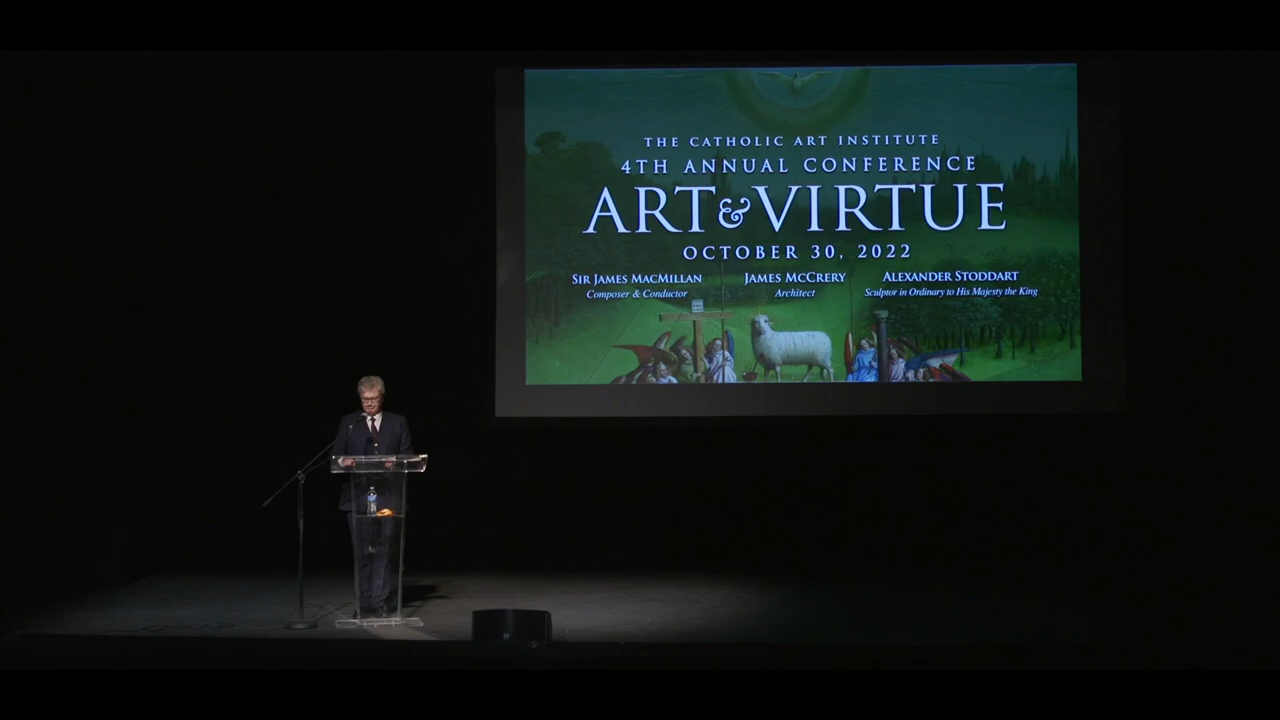 THE CATHOLIC ART INSTITUTE
4TH ANNUAL CONFERENCE
ART & VIRTUE
OCTOBER 30, 2022
SIR JAMES MACMILLAN JAMES MCCRERY ALEXANDER STODDART
Composer & Conductor Architect Sculptor in Ordinary to His Majesty the King